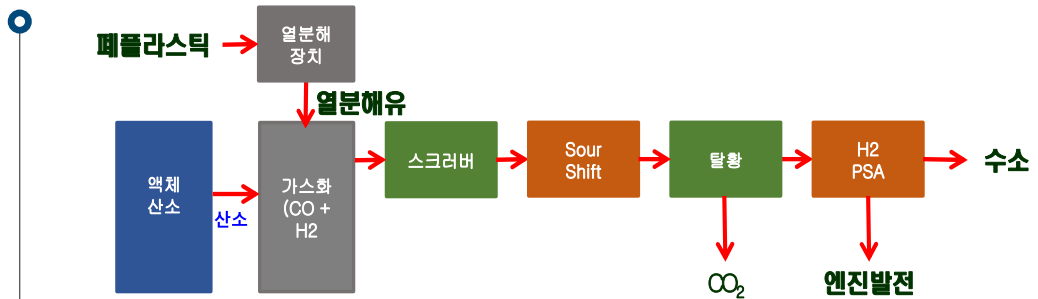 폐플라스틱
열분해
장치
열분해유
액체
산소
산소
가스화
(CO +
H2
스크러버
Sour
Shift
탈황
H2
PSA
수소
CO₂
엔진발전